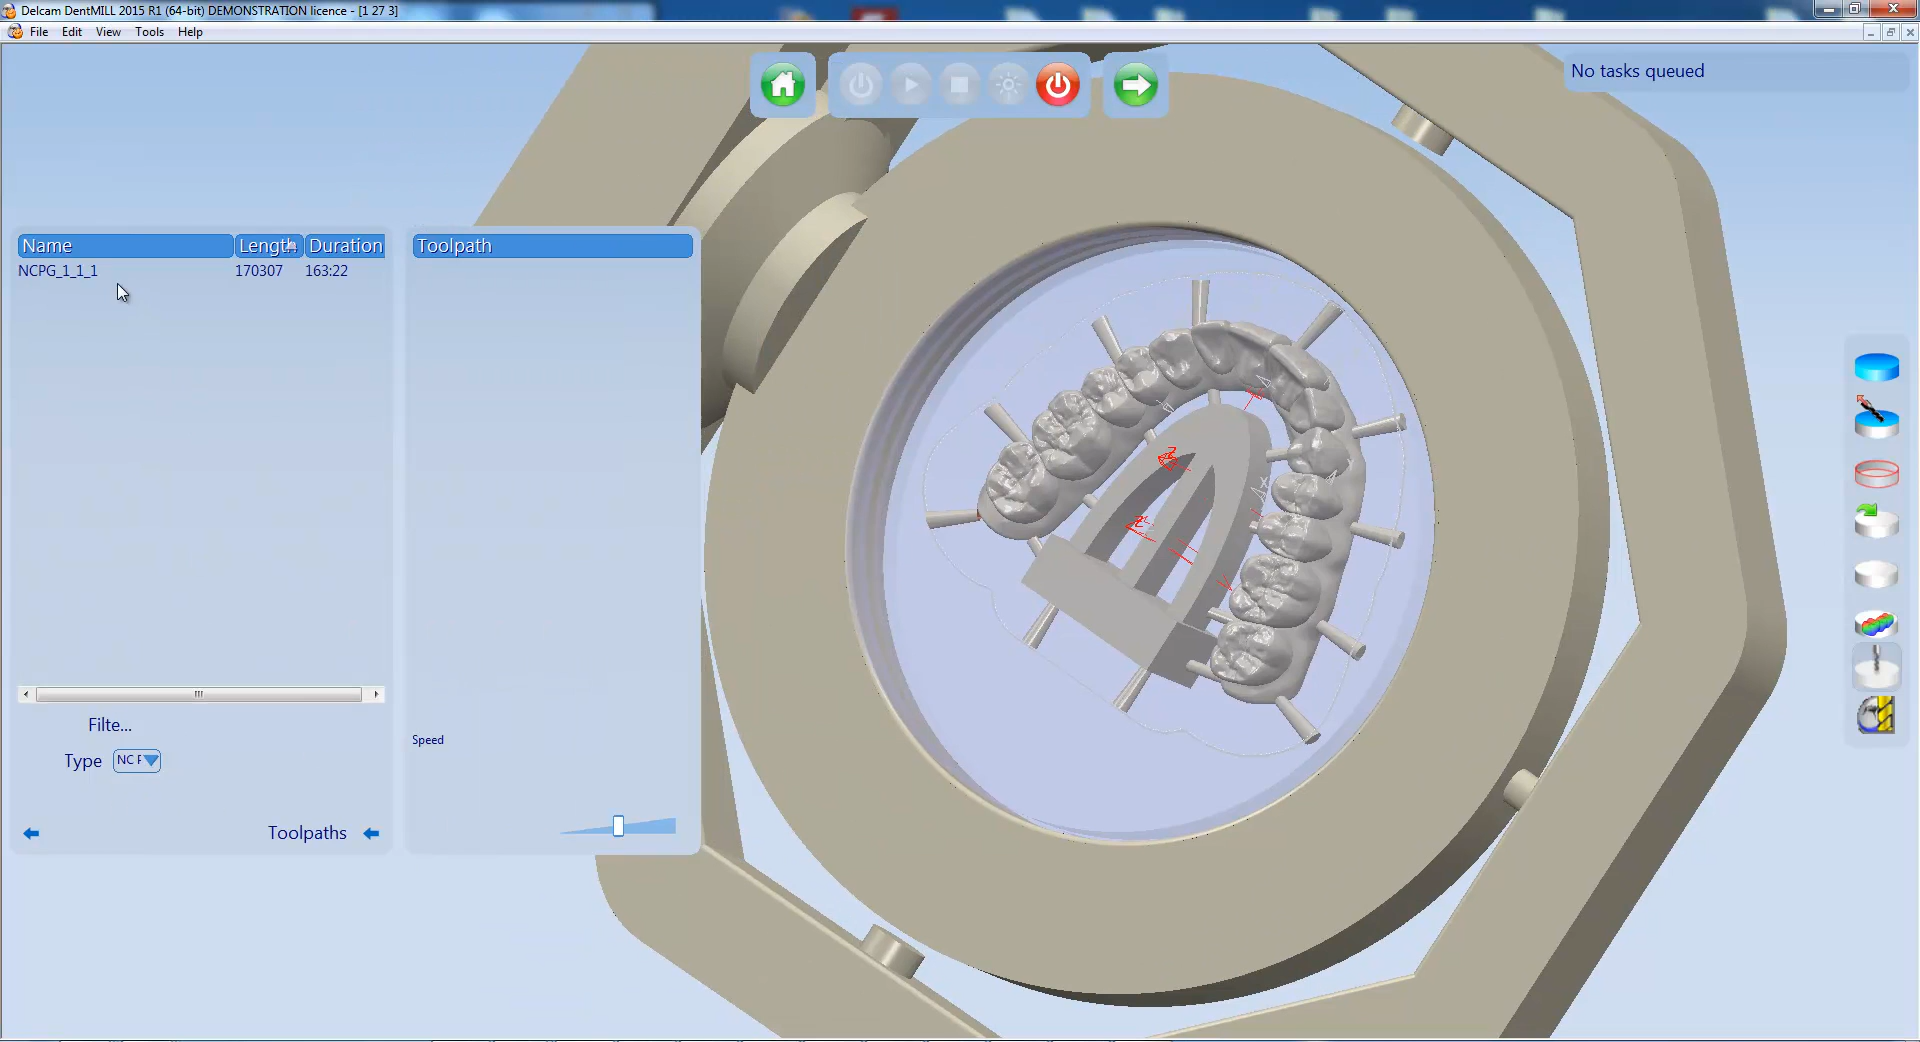 Delcam DentMILL 2015 R1 (64-bit) DEMONSTRATION licence - [1 27 3]
File Edit View Tools Help
No tasks queued
Name Length Duration
NCPG_1_1_1 170307 163:22
Toolpath
Filte...
Type NC
Speed
Toolpaths